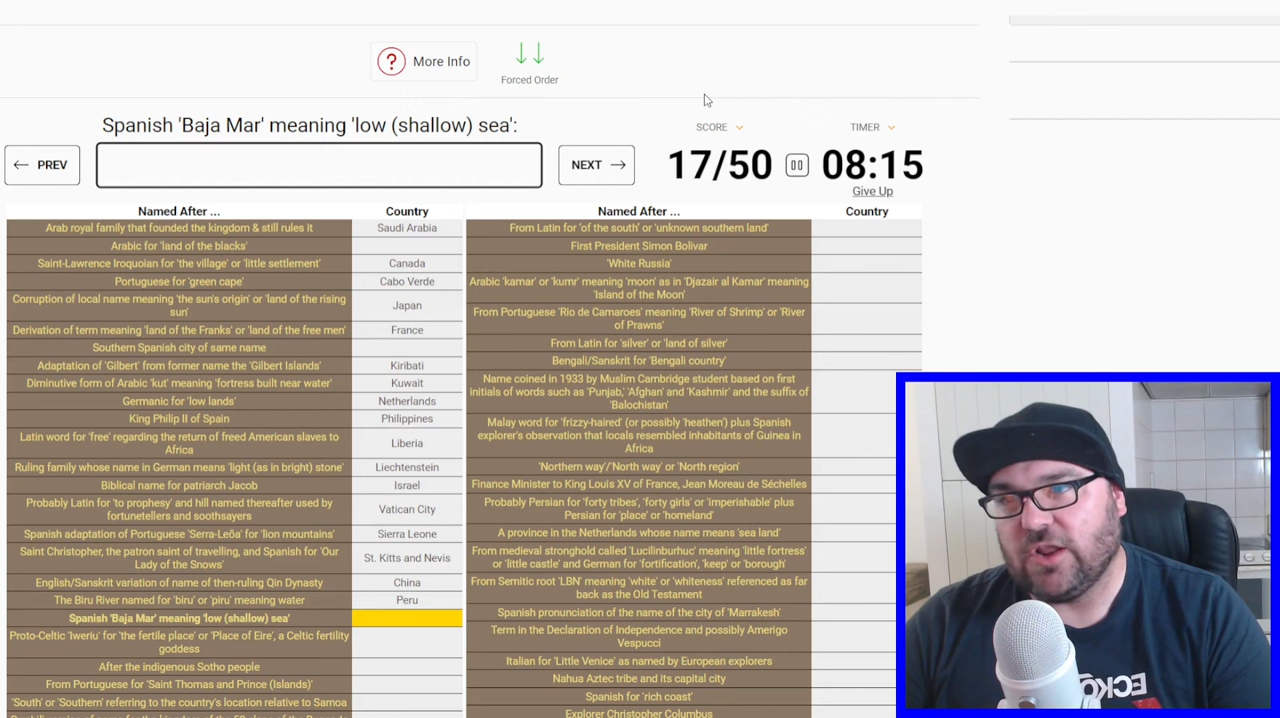 ? More Info
Forced Order
Spanish 'Baja Mar' meaning 'low (shallow) sea':
SCORE
TIMER
← PREV
NEXT →
17/50
08:15
Give Up
Named After ...
Country
Arab royal family that founded the kingdom & still rules it
Saudi Arabia
Arabic for 'land of the blacks'
Saint-Lawrence Iroquoian for 'the village' or 'little settlement'
Canada
Portuguese for 'green cape'
Cabo Verde
Corruption of local name meaning 'the sun's origin' or 'land of the rising
sun'
Japan
Derivation of term meaning 'land of the Franks' or 'land of the free men'
France
Southern Spanish city of same name
Adaptation of 'Gilbert' from former name the 'Gilbert Islands'
Kiribati
Diminutive form of Arabic 'kut' meaning 'fortress built near water'
Kuwait
Germanic for 'low lands'
Netherlands
King Philip II of Spain
Philippines
Latin word for 'free' regarding the return of freed American slaves to
Africa
Liberia
Ruling family whose name in German means 'light (as in bright) stone'
Liechtenstein
Biblical name for patriarch Jacob
Israel
Probably Latin for 'to prophesy' and hill named thereafter used by
fortunetellers and soothsayers
Vatican City
Spanish adaptation of Portuguese 'Serra-Leõa' for 'lion mountains'
Sierra Leone
Saint Christopher, the patron saint of travelling, and Spanish for 'Our
Lady of the Snows'
St. Kitts and Nevis
English/Sanskrit variation of name of then-ruling Qin Dynasty
China
The Biru River named for 'biru' or 'piru' meaning water
Peru
Spanish 'Baja Mar' meaning 'low (shallow) sea'
Proto-Celtic 'Iweriu' for 'the fertile place' or 'Place of Eire', a Celtic fertility
goddess
After the indigenous Sotho people
From Portuguese for 'Saint Thomas and Prince (Islands)'
'South' or 'Southern' referring to the country's location relative to Samoa
Named After ...
Country
From Latin for 'of the south' or 'unknown southern land'
First President Simon Bolivar
'White Russia'
Arabic 'kamar' or 'kumr' meaning 'moon' as in 'Djazair al Kamar' meaning
'Island of the Moon'
From Portuguese 'Rio de Camaroes' meaning 'River of Shrimp' or 'River
of Prawns'
From Latin for 'silver' or 'land of silver'
Bengali/Sanskrit for 'Bengali country'
Name coined in 1933 by Muslim Cambridge student based on first
initials of words such as 'Punjab,' 'Afghan' and 'Kashmir' and the suffix of
'Balochistan'
Malay word for 'frizzy-haired' (or possibly 'heathen') plus Spanish
explorer's observation that locals resembled inhabitants of Guinea in
Africa
'Northern way'/'North way' or 'North region'
Finance Minister to King Louis XV of France, Jean Moreau de Séchelles
Probably Persian for 'forty tribes', 'forty girls' or 'imperishable' plus
Persian for 'place' or 'homeland'
A province in the Netherlands whose name means 'sea land'
From medieval stronghold called 'Lucilinburhuc' meaning 'little fortress'
or 'little castle' and German for 'fortification', 'keep' or 'borough'
From Semitic root 'LBN' meaning 'white' or 'whiteness' referenced as far
back as the Old Testament
Spanish pronunciation of the name of the city of 'Marrakesh'
Term in the Declaration of Independence and possibly Amerigo
Vespucci
Italian for 'Little Venice' as named by European explorers
Nahua Aztec tribe and its capital city
Spanish for 'rich coast'
Explorer Christopher Columbus
ECKO